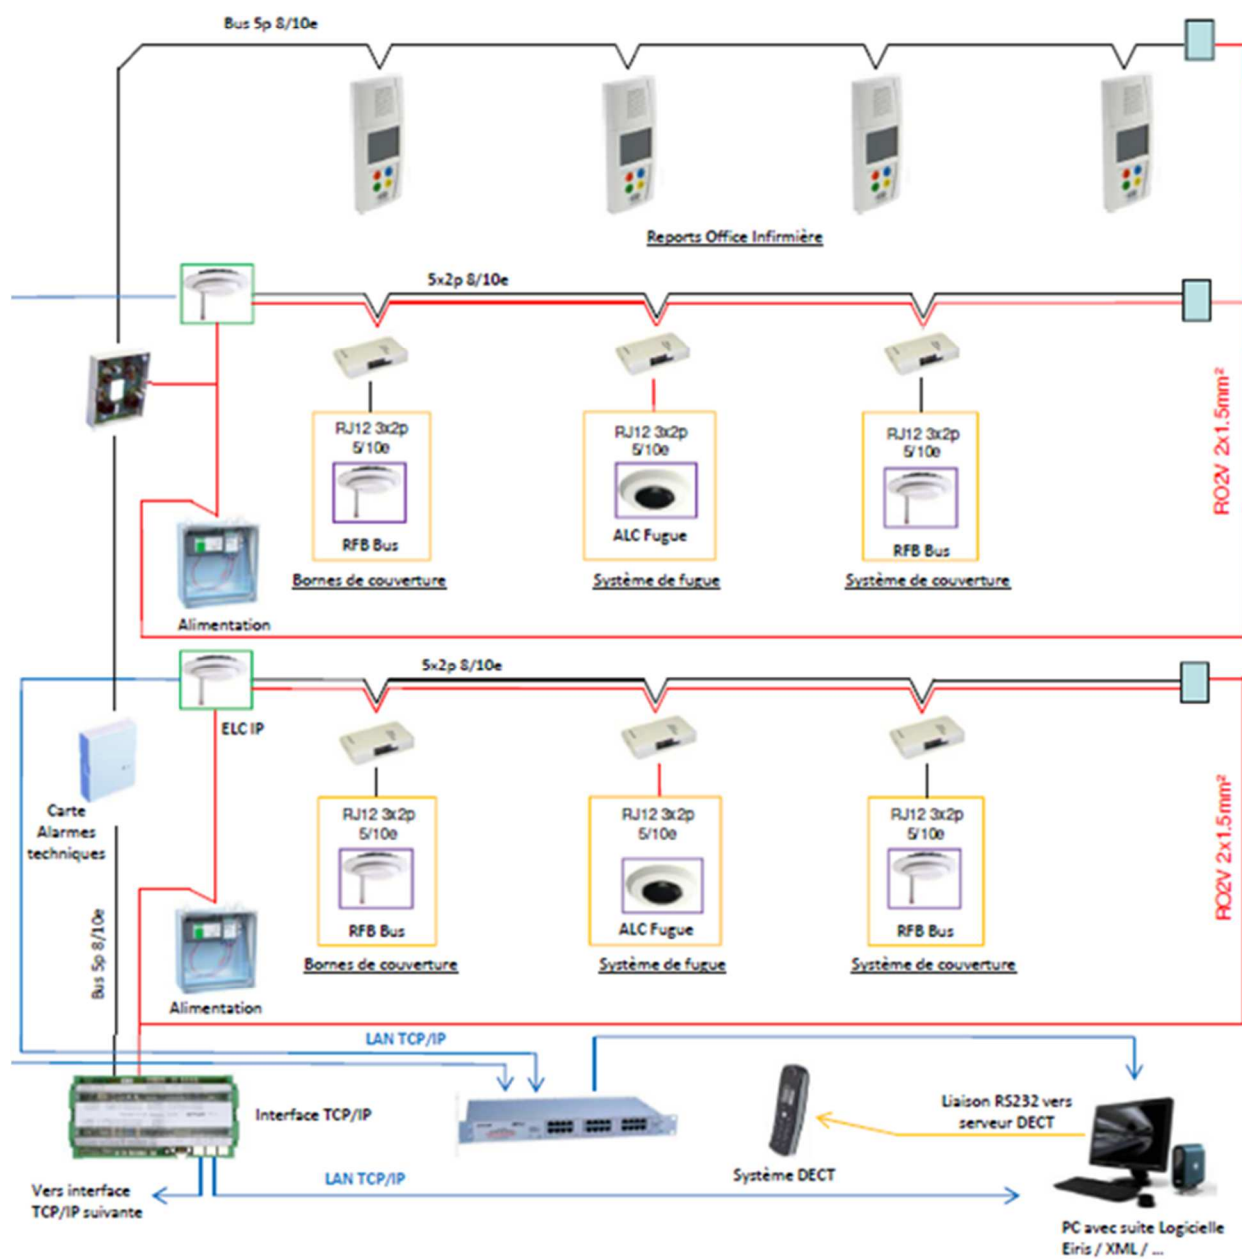 Bus 5p 8/10e
Reports Office Infirmière
5x2p 8/10e
RJ12 3x2p
5/10e
RFB Bus
Bornes de couverture
RJ12 3x2p
5/10e
ALC Fugue
Système de fugue
RJ12 3x2p
5/10e
RFB Bus
Système de couverture
RO2V 2x1.5mm²
Alimentation
5x2p 8/10e
ELC IP
Carte
Alarmes
techniques
RJ12 3x2p
5/10e
RFB Bus
Bornes de couverture
RJ12 3x2p
5/10e
ALC Fugue
Système de fugue
RJ12 3x2p
5/10e
RFB Bus
Système de couverture
RO2V 2x1.5mm²
Bus 5p 8/10e
Alimentation
LAN TCP/IP
Interface TCP/IP
Liaison RS232 vers
serveur DECT
Système DECT
LAN TCP/IP
Vers interface
TCP/IP suivante
PC avec suite Logicielle
Eiris / XML / ...